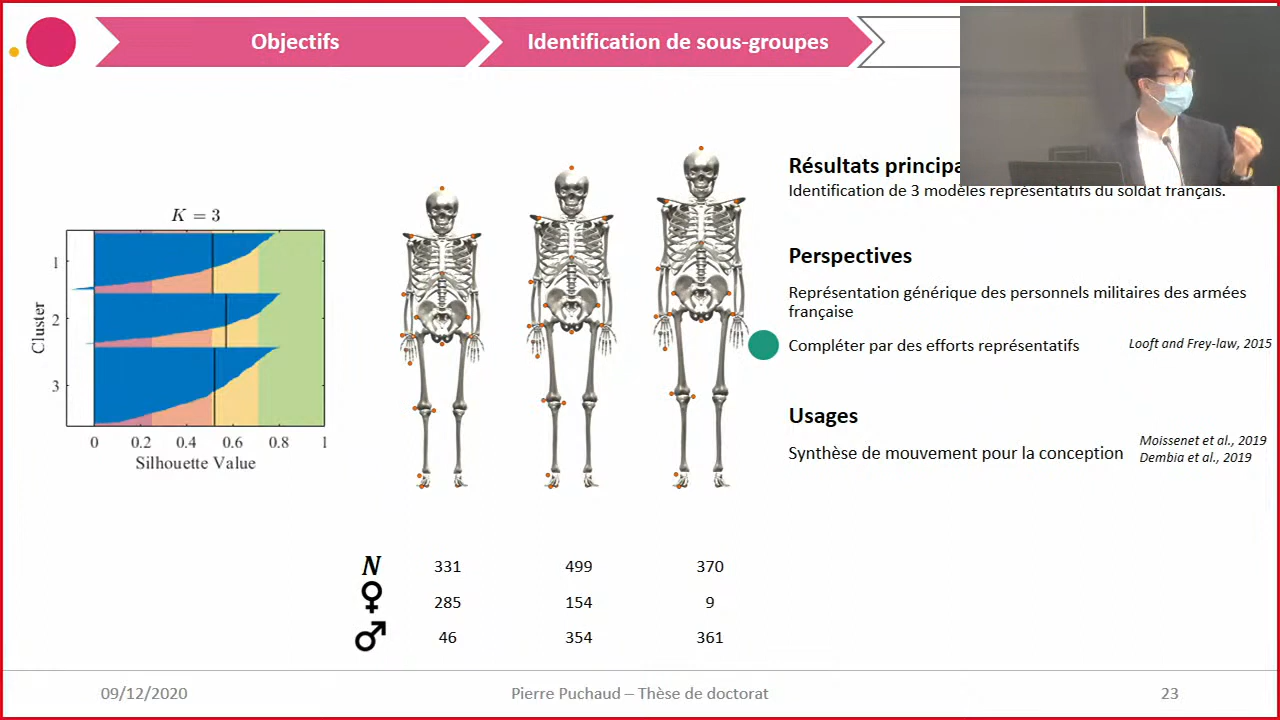 Objectifs
Identification de sous-groupes
Résultats
Identification de 3 modèles représentatifs du soldat français.
K = 3
Cluster
1
2
3
0 0.2 0.4 0.6 0.8 1
Silhouette Value
Perspectives
Représentation générique des personnels militaires des armées
française
Compléter par des efforts représentatifs
Looft and Frey-law, 2015
Usages
Synthèse de mouvement pour la conception
Moissenet et al., 2019
Dembia et al., 2019
N 331 499 370
♀ 285 154 9
♂ 46 354 361
09/12/2020
Pierre Puchaud – Thèse de doctorat
23